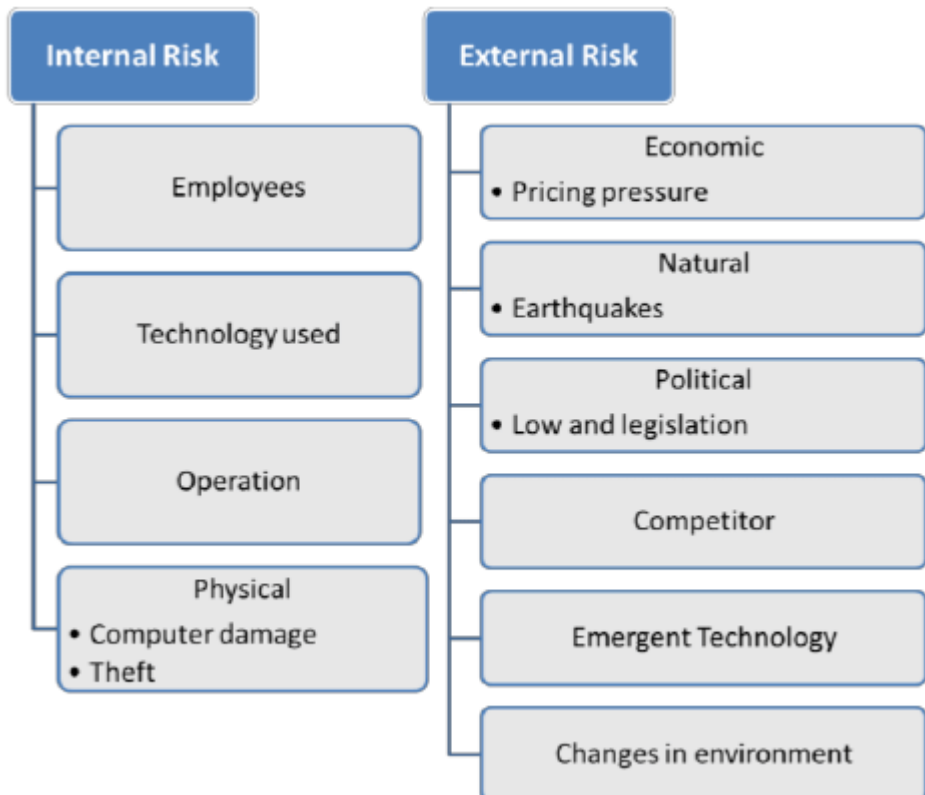 Internal Risk
Employees
Technology used
Operation
Physical
• Computer damage
• Theft
External Risk
Economic
• Pricing pressure
Natural
• Earthquakes
Political
• Low and legislation
Competitor
Emergent Technology
Changes in environment